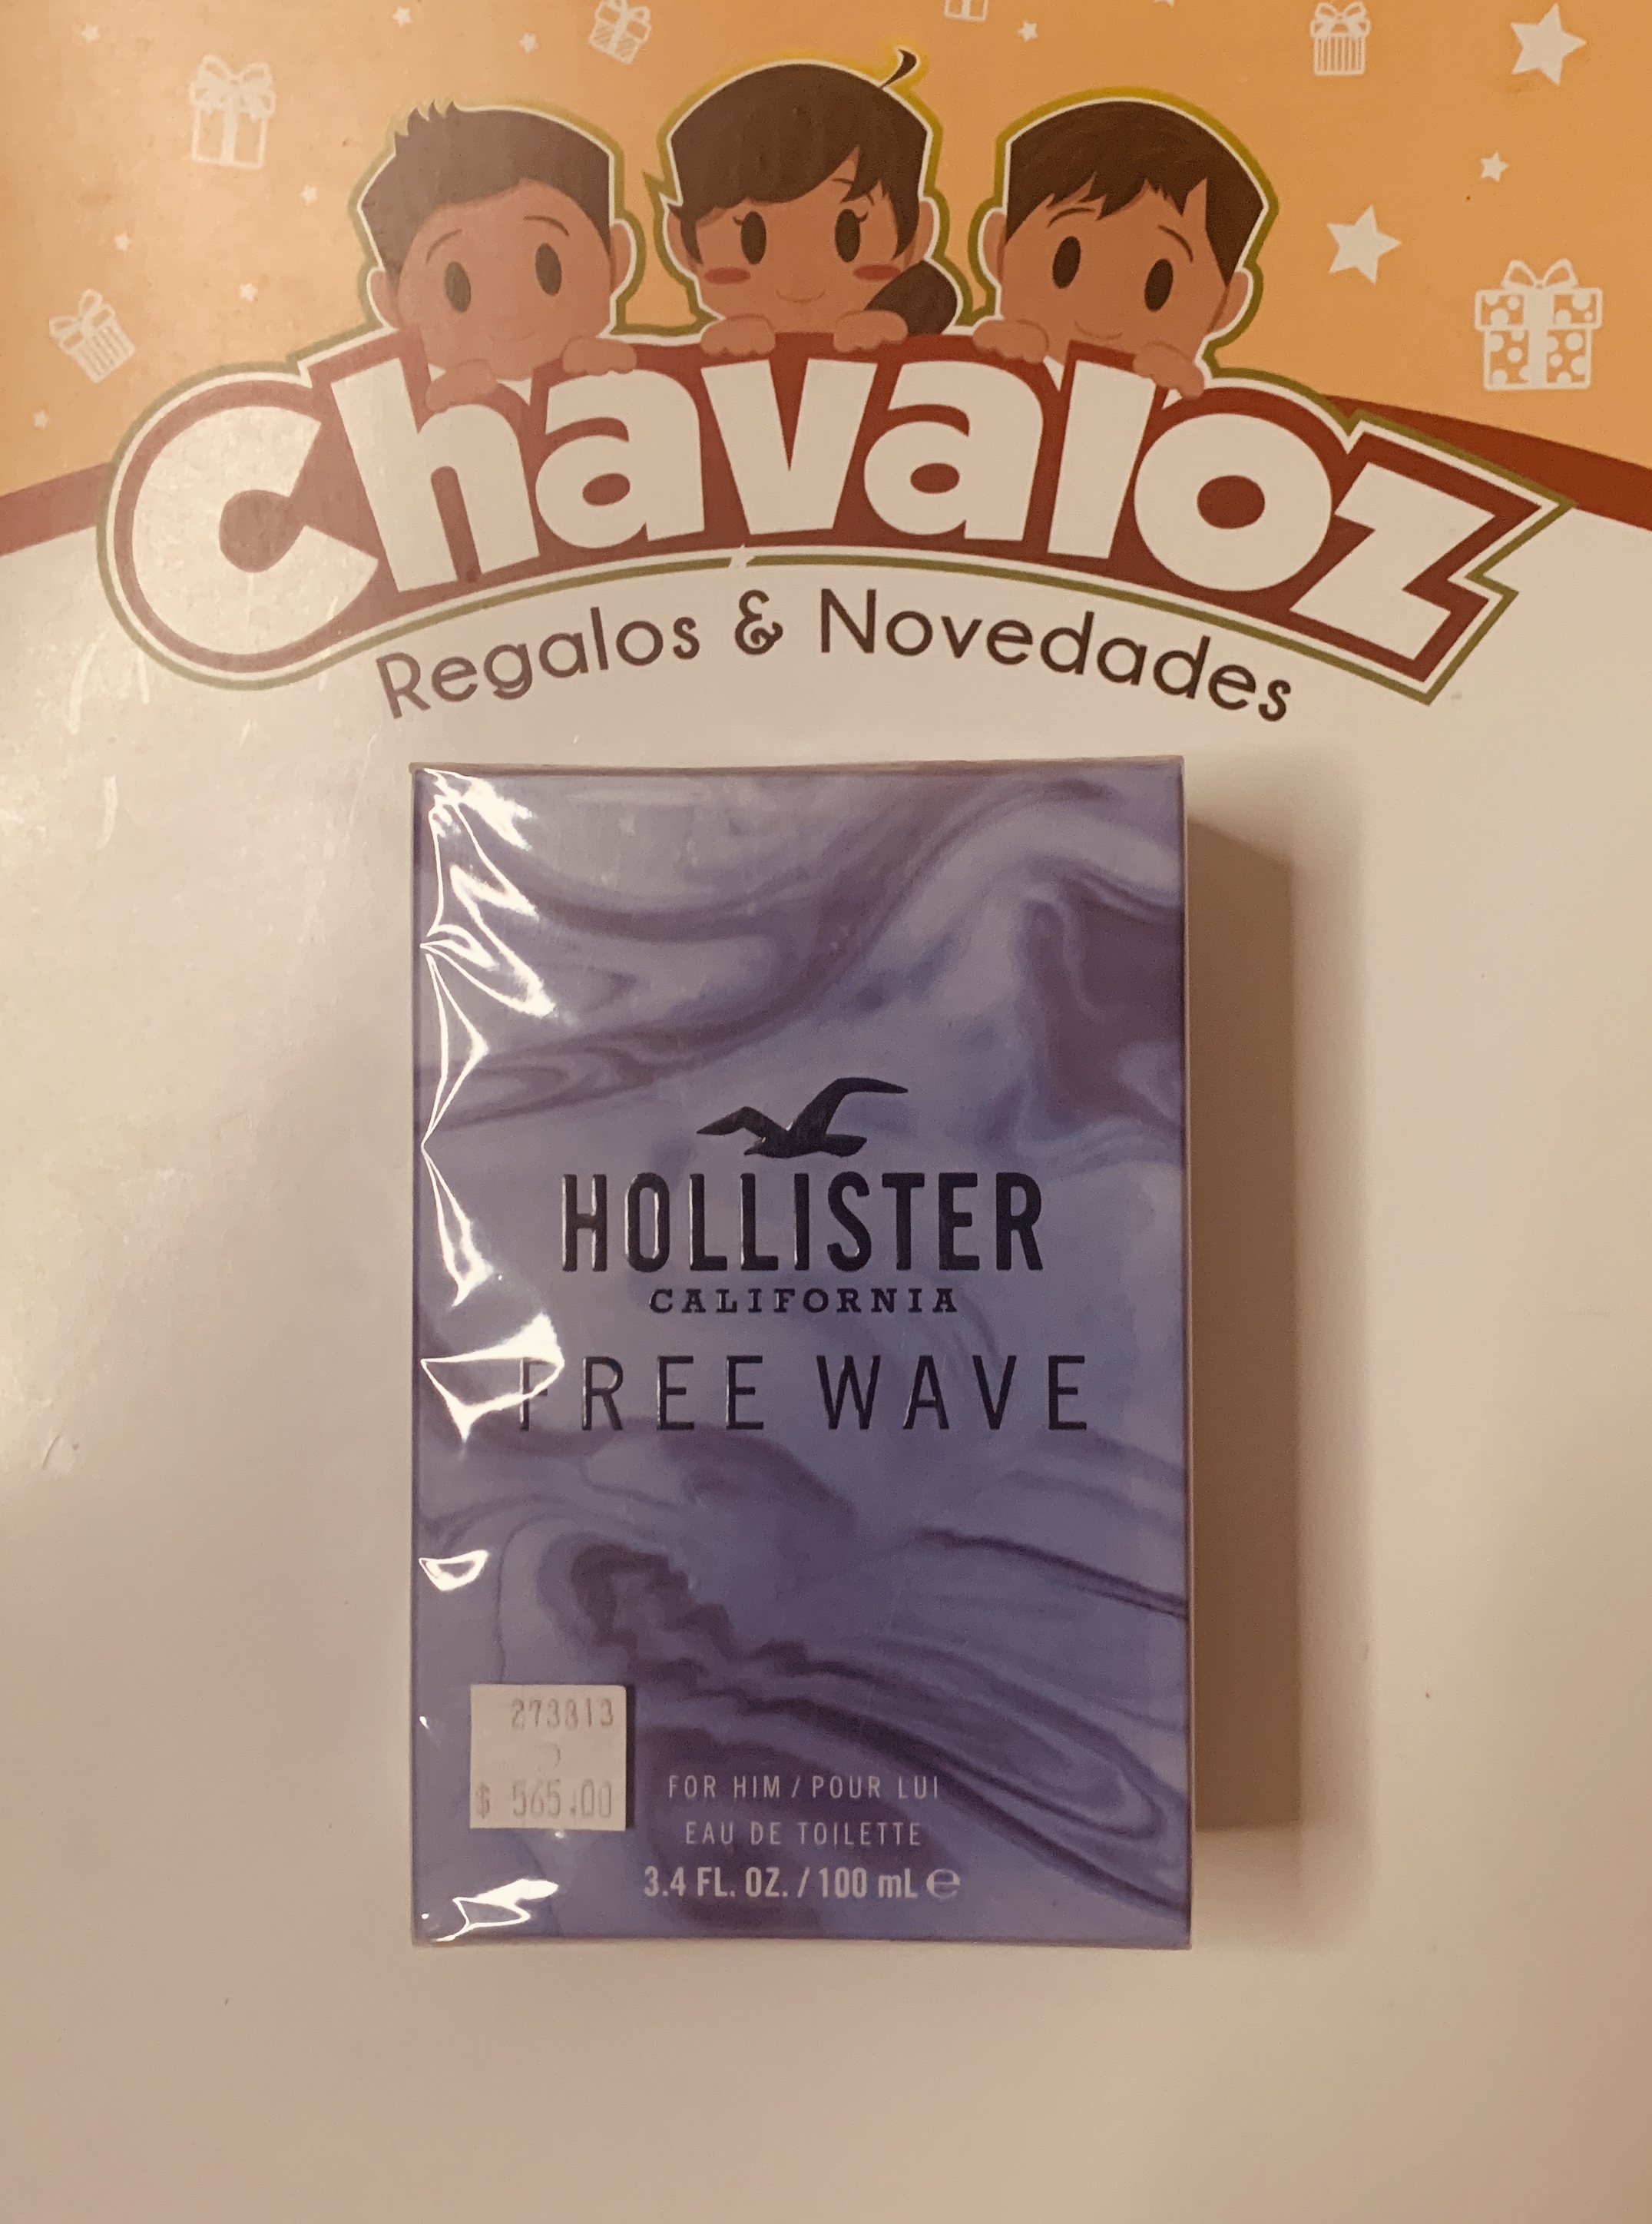 Chavaloz
Regalos & Novedades
HOLLISTER
CALIFORNIA
FREE WAVE
273813
$ 565.00
FOR HIM / POUR LUI
EAU DE TOILETTE
3.4 FL. OZ. / 100 mL ℮